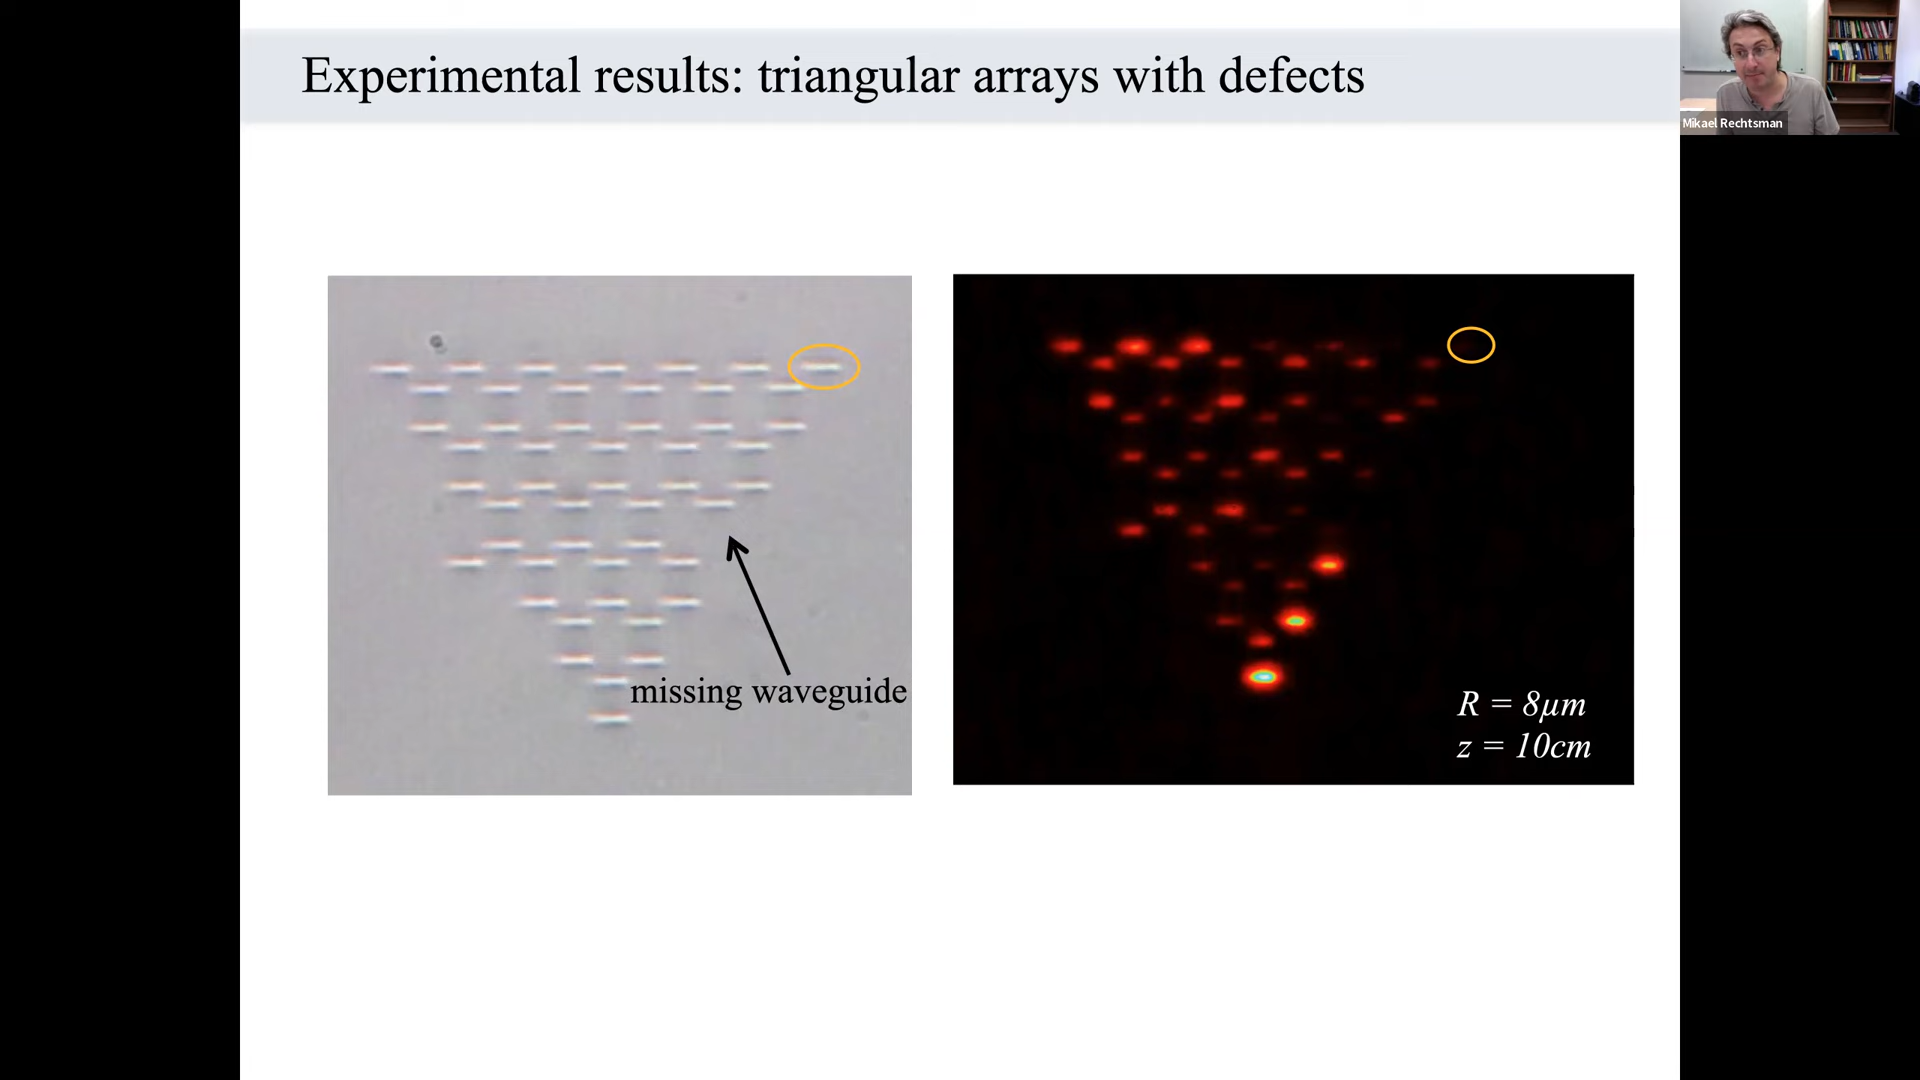 Experimental results: triangular arrays with defects
Mikael Rechtsman
missing waveguide
R = 8μm
z = 10cm